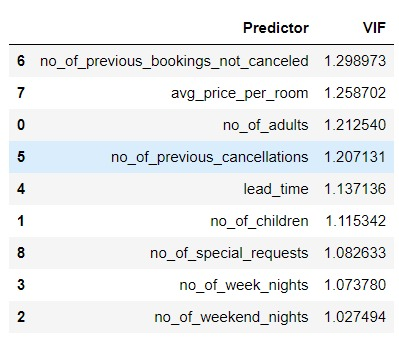 Predictor VIF
6 no_of_previous_bookings_not_canceled 1.298973
7 avg_price_per_room 1.258702
0 no_of_adults 1.212540
5 no_of_previous_cancellations 1.207131
4 lead_time 1.137136
1 no_of_children 1.115342
8 no_of_special_requests 1.082633
3 no_of_week_nights 1.073780
2 no_of_weekend_nights 1.027494